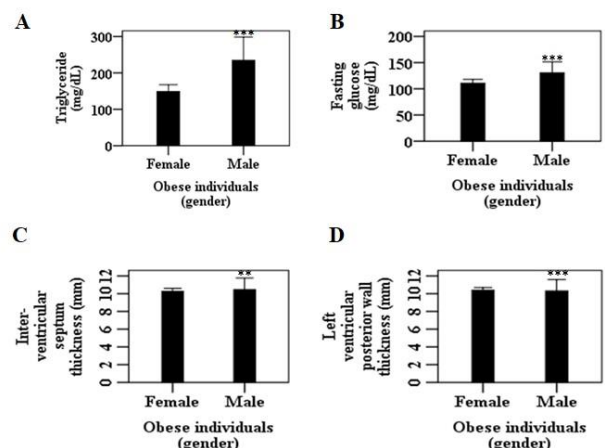 A
Triglyceride
(mg/dL)
300
200
100
0
***
Female Male
Obese individuals
(gender)
B
Fasting
glucose
(mg/dL)
200
150
100
50
0
***
Female Male
Obese individuals
(gender)
C
Inter-
ventricular
septum
thickness (mm)
0 2 4 6 8 10 12
**
Female Male
Obese individuals
(gender)
D
Left
ventricular
posterior wall
thickness (mm)
0 2 4 6 8 10 12
***
Female Male
Obese individuals
(gender)